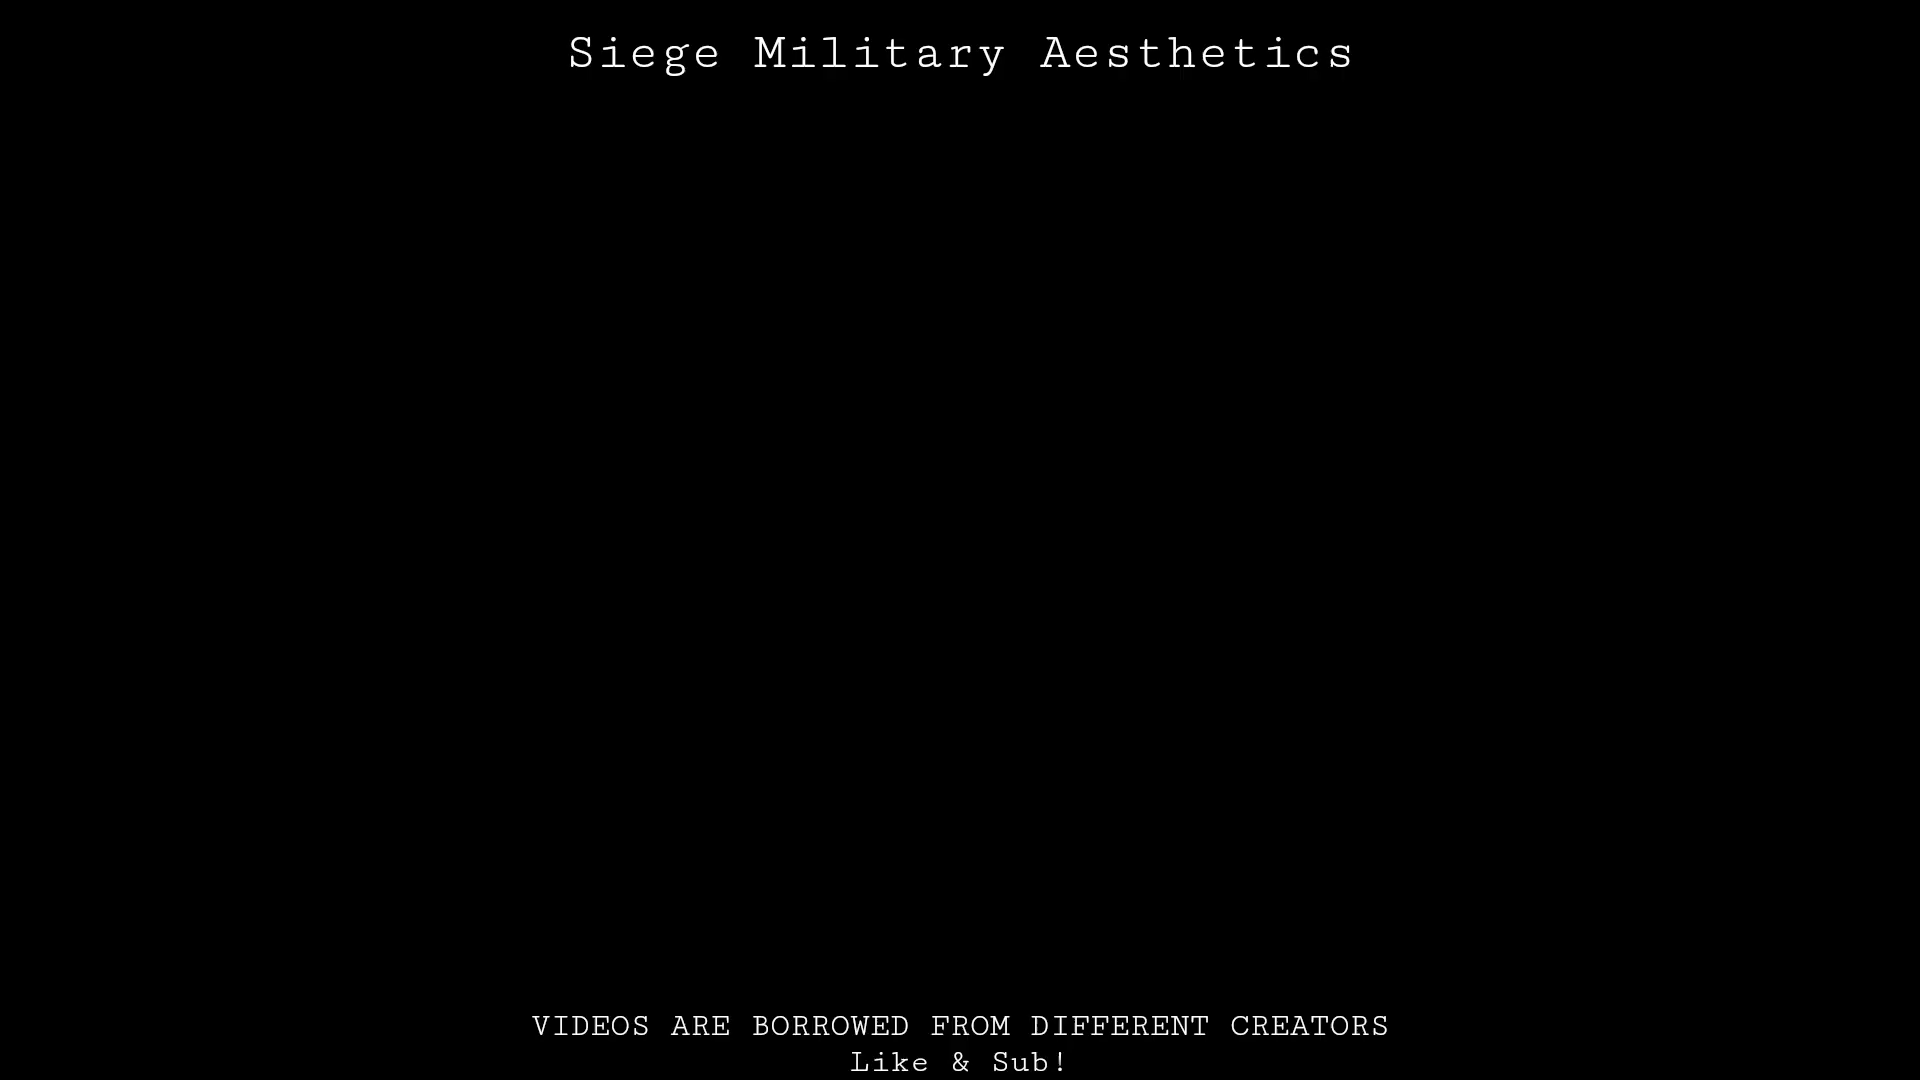 Siege Military Aesthetics
VIDEOS ARE BORROWED FROM DIFFERENT CREATORS
Like & Sub!